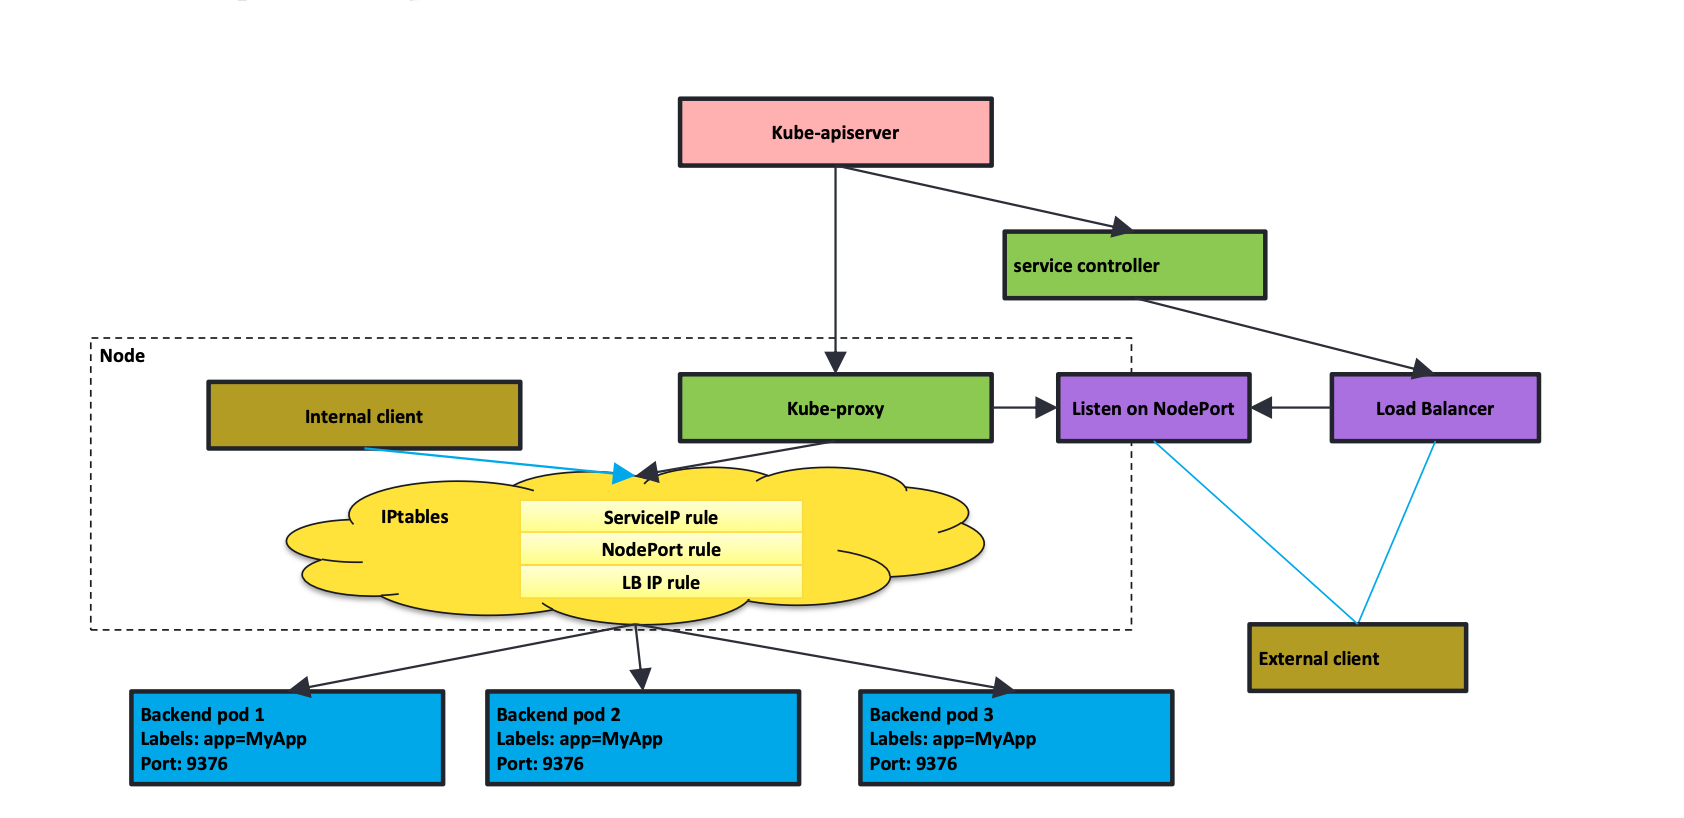 Kube-apiserver
service controller
Node
Internal client
Kube-proxy
Listen on NodePort
Load Balancer
IPtables
ServiceIP rule
NodePort rule
LB IP rule
External client
Backend pod 1
Labels: app=MyApp
Port: 9376
Backend pod 2
Labels: app=MyApp
Port: 9376
Backend pod 3
Labels: app=MyApp
Port: 9376